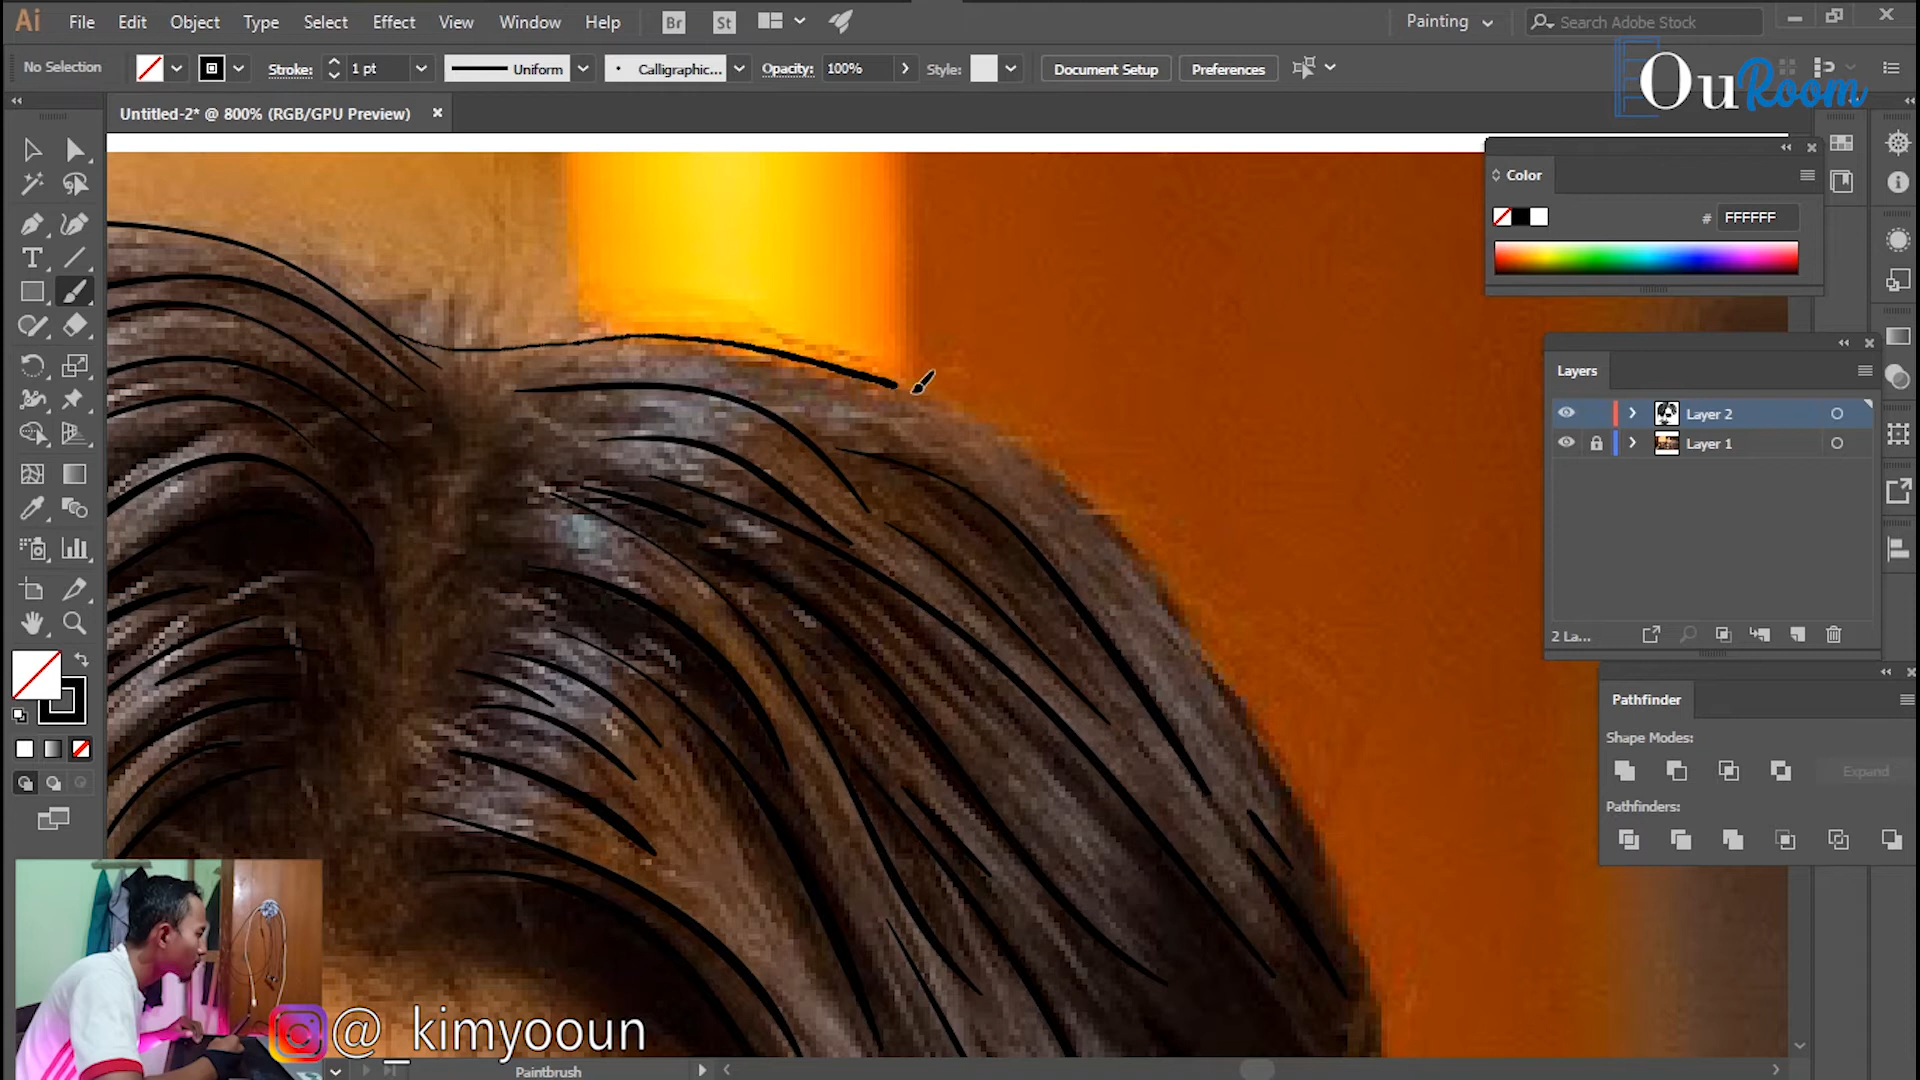 Ai File Edit Object Type Select Effect View Window Help Br St Painting Search Adobe Stock
No Selection Stroke: 1 pt Uniform Calligraphic... Opacity: 100% Style: Document Setup Preferences
OuRoom
Untitled-2* @ 800% (RGB/GPU Preview)
Color
# FFFFFF
Layers
Layer 2
Layer 1
2 La...
Pathfinder
Shape Modes:
Expand
Pathfinders:
@_kimyooun
Paintbrush